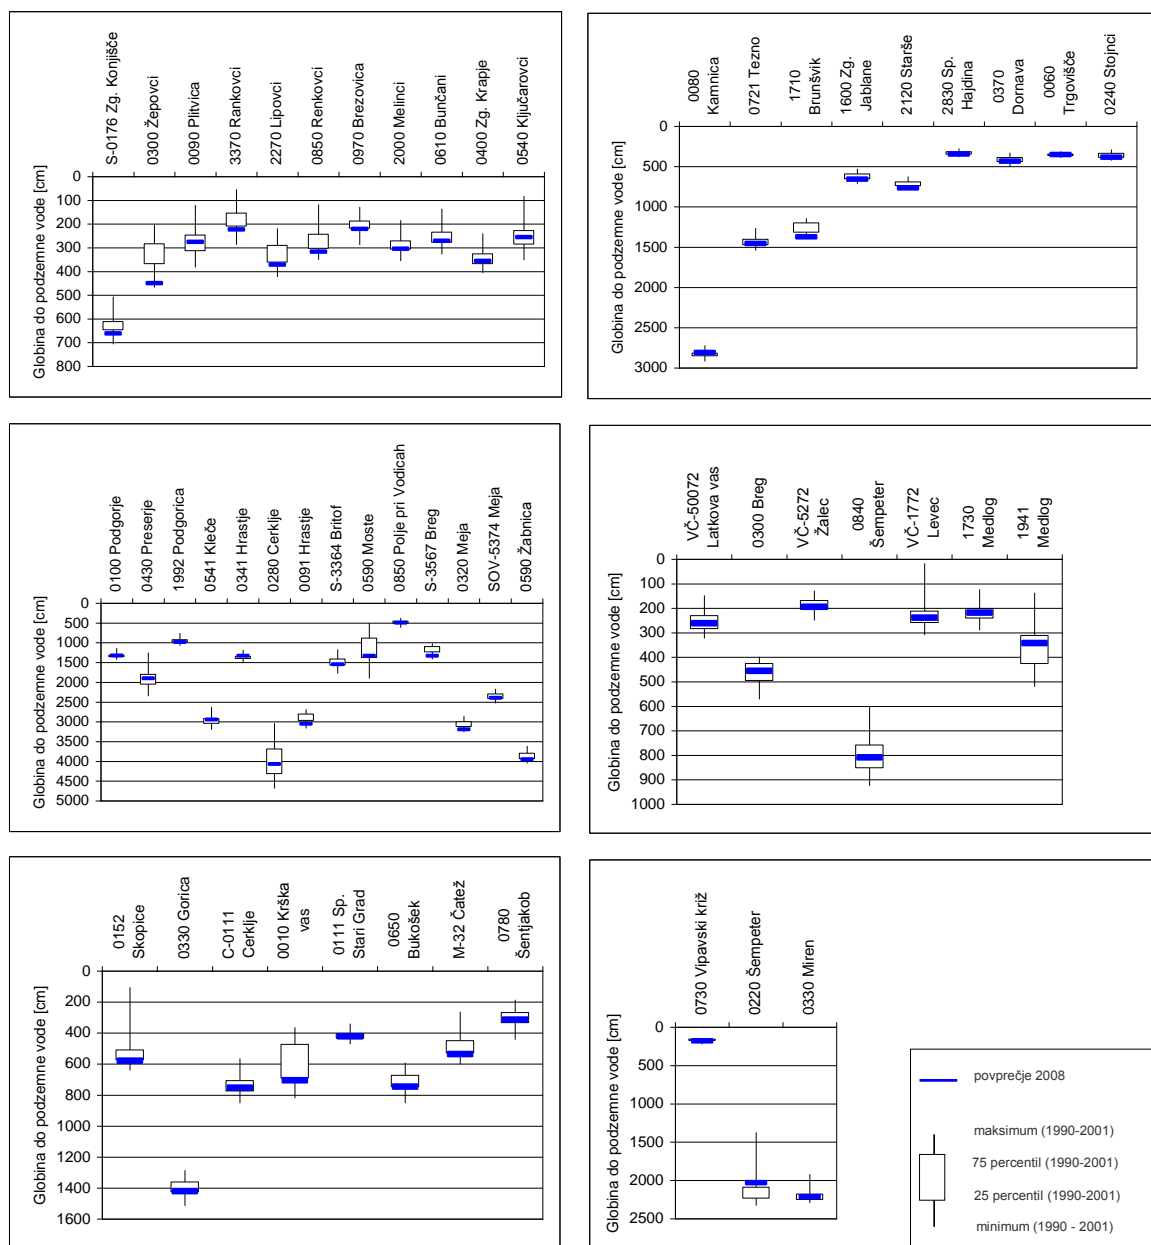 S-0176 Zg. Konjišče
0300 Žepovci
0090 Plitvica
3370 Rankovci
2270 Lipovci
0850 Renkovci
0970 Brezovica
2000 Melinci
0610 Bunčani
0400 Zg. Krapje
0540 Ključarovci
Globina do podzemne vode [cm]
0
100
200
300
400
500
600
700
800
0080
Kamnica
0721 Tezno
1710
Brunšvik
1600 Zg.
Jablane
2120 Starše
2830 Sp.
Hajdina
0370
Dornava
0060
Trgovišče
0240 Stojnci
Globina do podzemne vode [cm]
0
500
1000
1500
2000
2500
3000
0100 Podgorje
0430 Preserje
1992 Podgorica
0541 Kleče
0341 Hrastje
0280 Cerklje
0091 Hrastje
S-3364 Britof
0590 Moste
0850 Polje pri Vodicah
S-3567 Breg
0320 Meja
SOV-5374 Meja
0590 Žabnica
Globina do podzemne vode [cm]
0
500
1000
1500
2000
2500
3000
3500
4000
4500
5000
VČ-50072
Latkova vas
0300 Breg
VČ-5272
Žalec
0840
Šempeter
VČ-1772
Levec
1730
Medlog
1941
Medlog
Globina do podzemne vode [cm]
0
100
200
300
400
500
600
700
800
900
1000
0152
Skopice
0330 Gorica
C-0111
Cerklje
0010 Krška
vas
0111 Sp.
Stari Grad
0650
Bukošek
M-32 Čatež
0780
Šentjakob
Globina do podzemne vode [cm]
0
200
400
600
800
1000
1200
1400
1600
0730 Vipavski križ
0220 Šempeter
0330 Miren
Globina do podzemne vode [cm]
0
500
1000
1500
2000
2500
povprečje 2008
maksimum (1990-2001)
75 percentil (1990-2001)
25 percentil (1990-2001)
minimum (1990 - 2001)